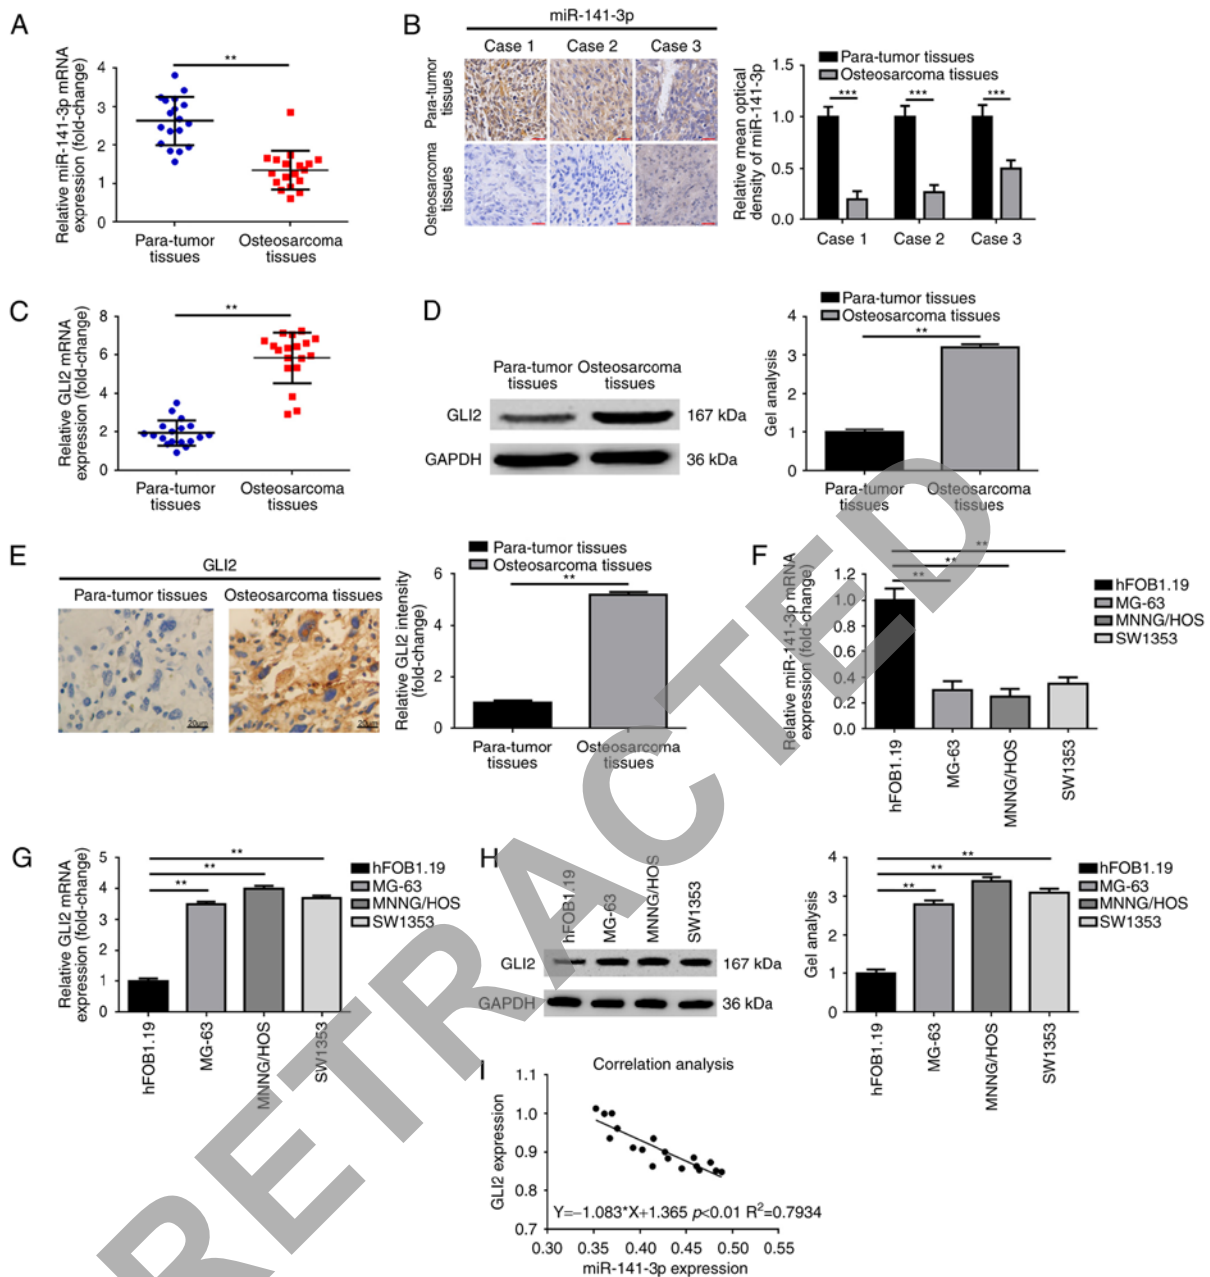 A
Relative miR-141-3p mRNA
expression (fold-change)
4
3
2
1
0
**
Para-tumor
tissues
Osteosarcoma
tissues
B
miR-141-3p
Case 1
Case 2
Case 3
Para-tumor
tissues
Osteosarcoma
tissues
Para-tumor tissues
Osteosarcoma tissues
Relative mean optical
density of miR-141-3p
1.5
1.0
0.5
0.0
***
***
***
Case 1
Case 2
Case 3
C
Relative GLI2 mRNA
expression (fold-change)
8
6
4
2
0
**
Para-tumor
tissues
Osteosarcoma
tissues
D
Para-tumor
tissues
Osteosarcoma
tissues
GLI2
167 kDa
GAPDH
36 kDa
Para-tumor tissues
Osteosarcoma tissues
Gel analysis
4
3
2
1
0
**
Para-tumor
tissues
Osteosarcoma
tissues
E
GLI2
Para-tumor tissues
Osteosarcoma tissues
20μm
20μm
Para-tumor tissues
Osteosarcoma tissues
Relative GLI2 intensity
(fold-change)
6
4
2
0
**
Para-tumor
tissues
Osteosarcoma
tissues
F
Relative miR-141-3p mRNA
expression (fold-change)
1.2
1.0
0.8
0.6
0.4
0.2
0.0
**
**
**
hFOB1.19
MG-63
MNNG/HOS
SW1353
hFOB1.19
MG-63
MNNG/HOS
SW1353
G
Relative GLI2 mRNA
expression (fold-change)
5
4
3
2
1
0
**
**
**
hFOB1.19
MG-63
MNNG/HOS
SW1353
hFOB1.19
MG-63
MNNG/HOS
SW1353
H
hFOB1.19
MG-63
MNNG/HOS
SW1353
GLI2
167 kDa
GAPDH
36 kDa
Gel analysis
4
3
2
1
0
**
**
**
hFOB1.19
MG-63
MNNG/HOS
SW1353
hFOB1.19
MG-63
MNNG/HOS
SW1353
I
Correlation analysis
GLI2 expression
1.1
1.0
0.9
0.8
0.7
Y=−1.083*X+1.365 p<0.01 R²=0.7934
0.30
0.35
0.40
0.45
0.50
0.55
miR-141-3p expression
RETRACTED